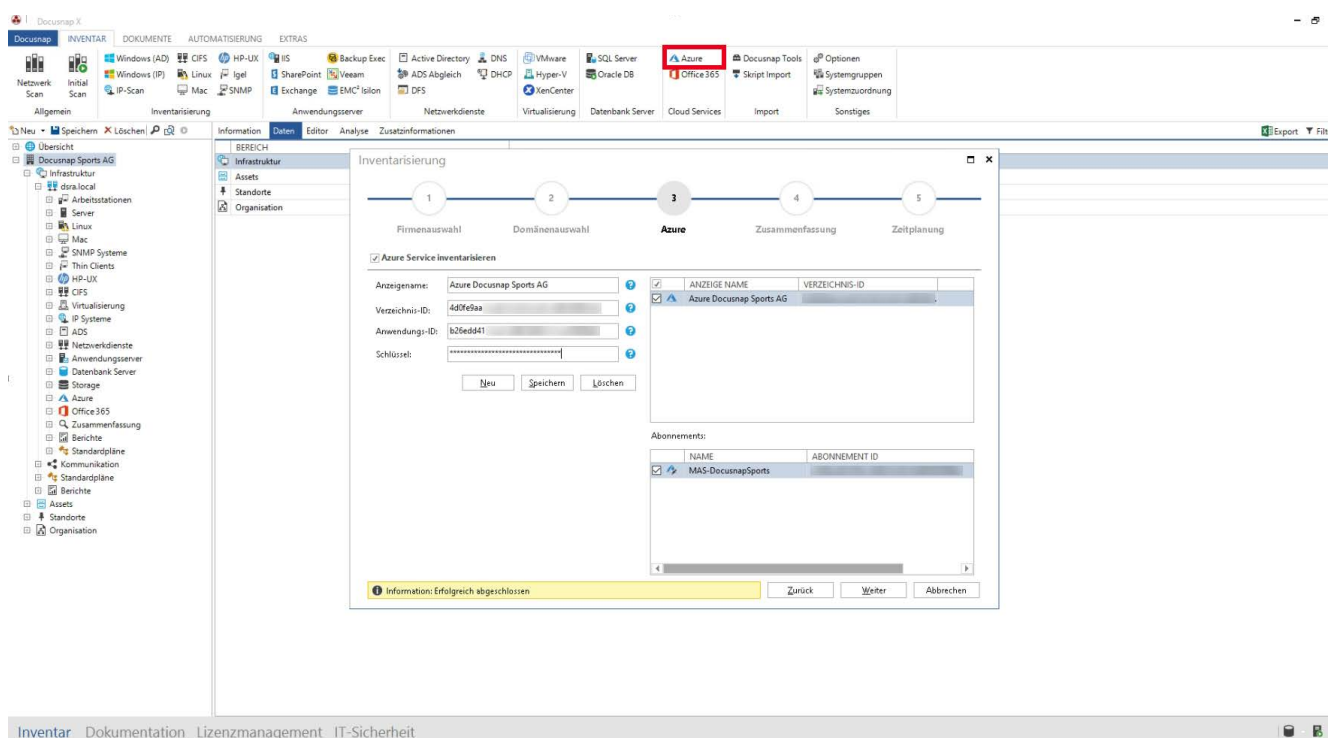 Docusnap X
Docusnap INVENTAR DOKUMENTE AUTOMATISIERUNG EXTRAS
Windows (AD) CIFS HP-UX IIS Backup Exec Active Directory DNS VMware SQL Server Azure Docusnap Tools Optionen
Netzwerk Scan Initial Scan Windows (IP) Linux Igel SharePoint Veeam ADS Abgleich DHCP Hyper-V Oracle DB Office 365 Skript Import Systemgruppen
IP-Scan Mac SNMP Exchange EMC² Isilon DFS XenCenter Systemzuordnung
Allgemein Inventarisierung Anwendungsserver Netzwerkdienste Virtualisierung Datenbank Server Cloud Services Import Sonstiges
Neu Speichern Löschen Information Daten Editor Analyse Zusatzinformationen Export Filt
Übersicht
Docusnap Sports AG
Infrastruktur
dsra.local
Arbeitsstationen
Server
Linux
Mac
SNMP Systeme
Thin Clients
HP-UX
CIFS
Virtualisierung
IP Systeme
ADS
Netzwerkdienste
Anwendungsserver
Datenbank Server
Storage
Azure
Office 365
Zusammenfassung
Berichte
Standardpläne
Kommunikation
Standardpläne
Berichte
Assets
Standorte
Organisation
BEREICH
Infrastruktur
Assets
Standorte
Organisation
Inventarisierung
1 2 3 4 5
Firmenauswahl Domänenauswahl Azure Zusammenfassung Zeitplanung
Azure Service inventarisieren
Anzeigename: Azure Docusnap Sports AG
Verzeichnis-ID: 4d0fe9aa
Anwendungs-ID: b26edd41
Schlüssel:
Neu Speichern Löschen
ANZEIGE NAME VERZEICHNIS-ID
Azure Docusnap Sports AG
Abonnements:
NAME ABONNEMENT ID
MAS-DocusnapSports
Information: Erfolgreich abgeschlossen
Zurück Weiter Abbrechen
Inventar Dokumentation Lizenzmanagement IT-Sicherheit